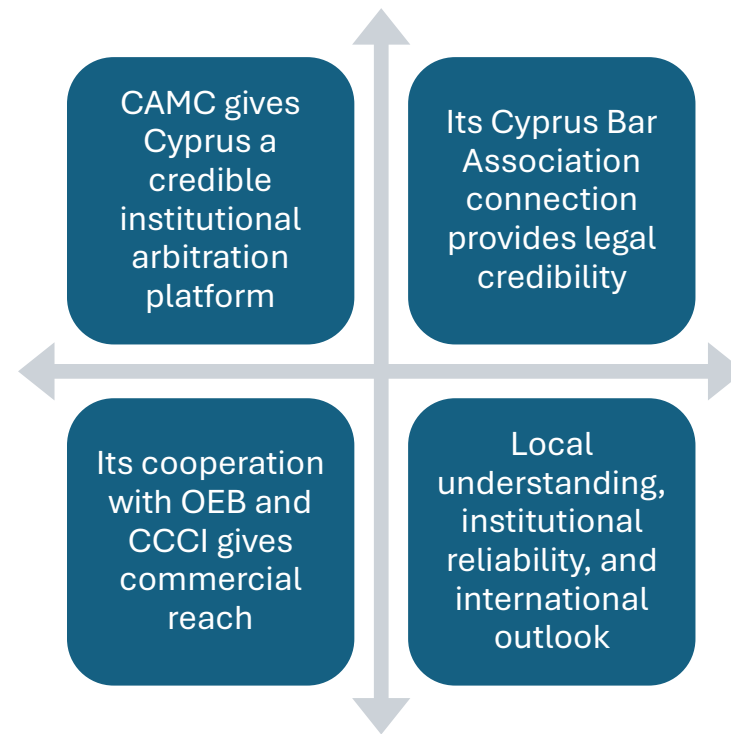 CAMC gives
Cyprus a
credible
institutional
arbitration
platform
Its Cyprus Bar
Association
connection
provides legal
credibility
Its cooperation
with OEB and
CCCI gives
commercial
reach
Local
understanding,
institutional
reliability, and
international
outlook